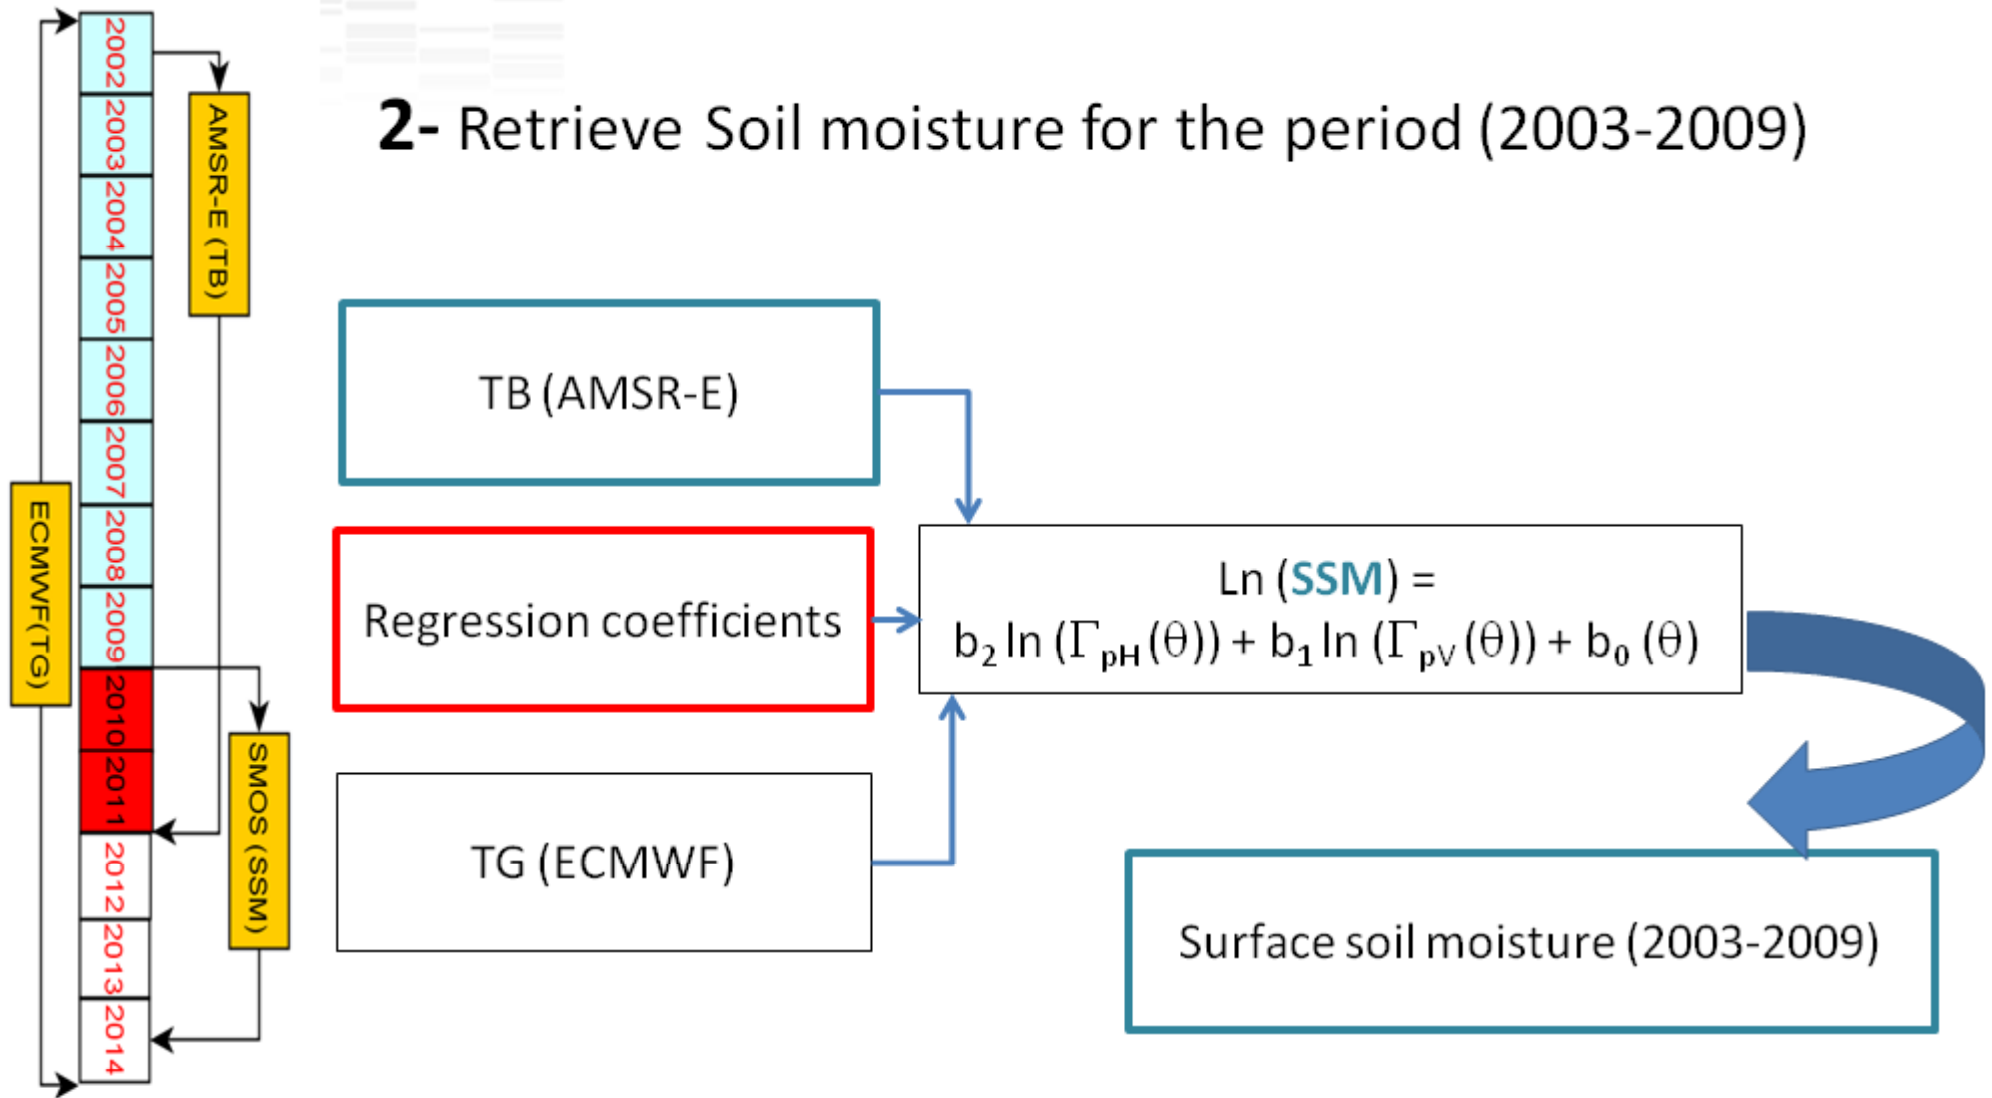 2002
2003
2004
2005
2006
2007
2008
2009
2010
2011
2012
2013
2014
AMSR-E (TB)
ECMWF(TG)
SMOS (SSM)
2- Retrieve Soil moisture for the period (2003-2009)
TB (AMSR-E)
Regression coefficients
TG (ECMWF)
Ln (SSM) =
b₂ ln (Γ_pH(θ)) + b₁ ln (Γ_pV(θ)) + b₀ (θ)
Surface soil moisture (2003-2009)